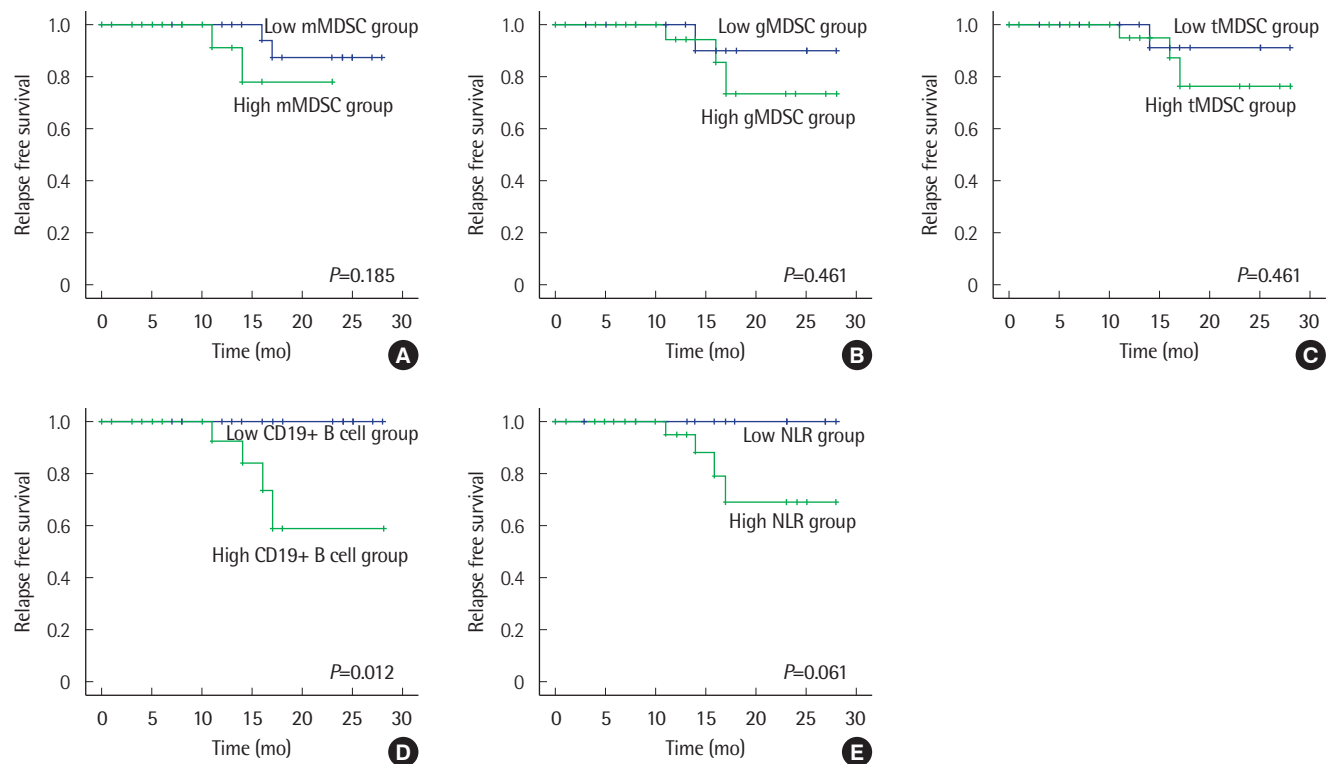 Relapse free survival
1.0
0.8
0.6
0.4
0.2
0
Low mMDSC group
High mMDSC group
P=0.185
0 5 10 15 20 25 30
Time (mo)
A
Relapse free survival
1.0
0.8
0.6
0.4
0.2
0
Low gMDSC group
High gMDSC group
P=0.461
0 5 10 15 20 25 30
Time (mo)
B
Relapse free survival
1.0
0.8
0.6
0.4
0.2
0
Low tMDSC group
High tMDSC group
P=0.461
0 5 10 15 20 25 30
Time (mo)
C
Relapse free survival
1.0
0.8
0.6
0.4
0.2
0
Low CD19+ B cell group
High CD19+ B cell group
P=0.012
0 5 10 15 20 25 30
Time (mo)
D
Relapse free survival
1.0
0.8
0.6
0.4
0.2
0
Low NLR group
High NLR group
P=0.061
0 5 10 15 20 25 30
Time (mo)
E